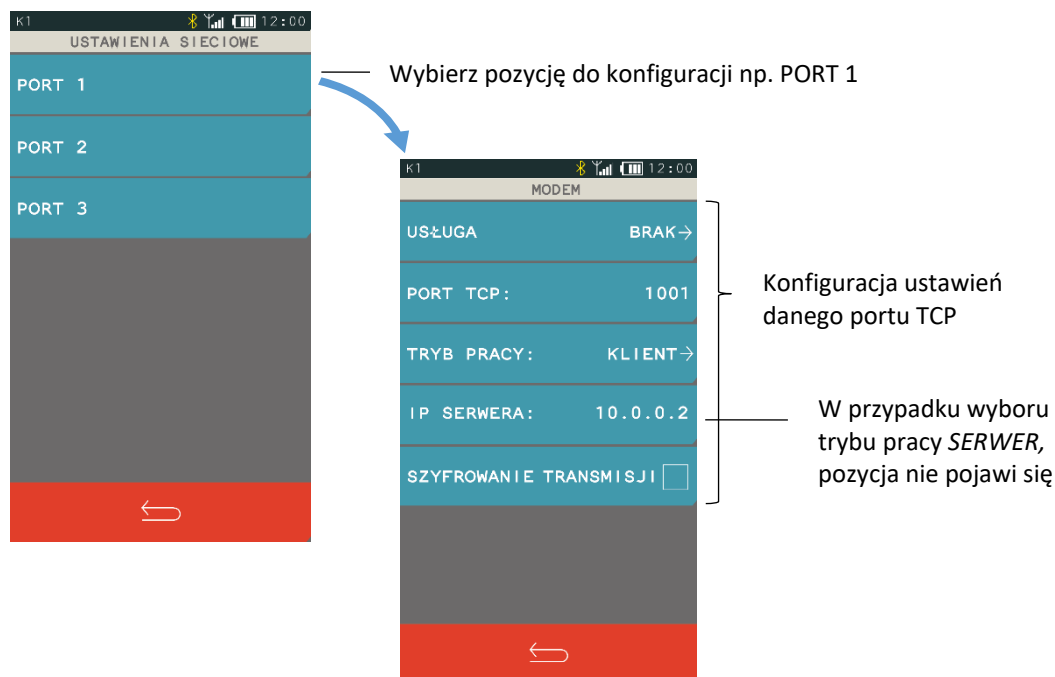 K1 12:00
USTAWIENIA SIECIOWE
PORT 1
PORT 2
PORT 3
Wybierz pozycję do konfiguracji np. PORT 1
K1 12:00
MODEM
USŁUGA BRAK→
PORT TCP: 1001
TRYB PRACY: KLIENT→
IP SERWERA: 10.0.0.2
SZYFROWANIE TRANSMISJI
Konfiguracja ustawień
danego portu TCP
W przypadku wyboru
trybu pracy SERWER,
pozycja nie pojawi się